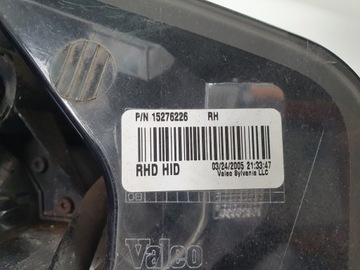 P/N 15276226 RH
RHD HID 03/24/2005 21:33:47
Valeo Sylvania LLC
Valeo